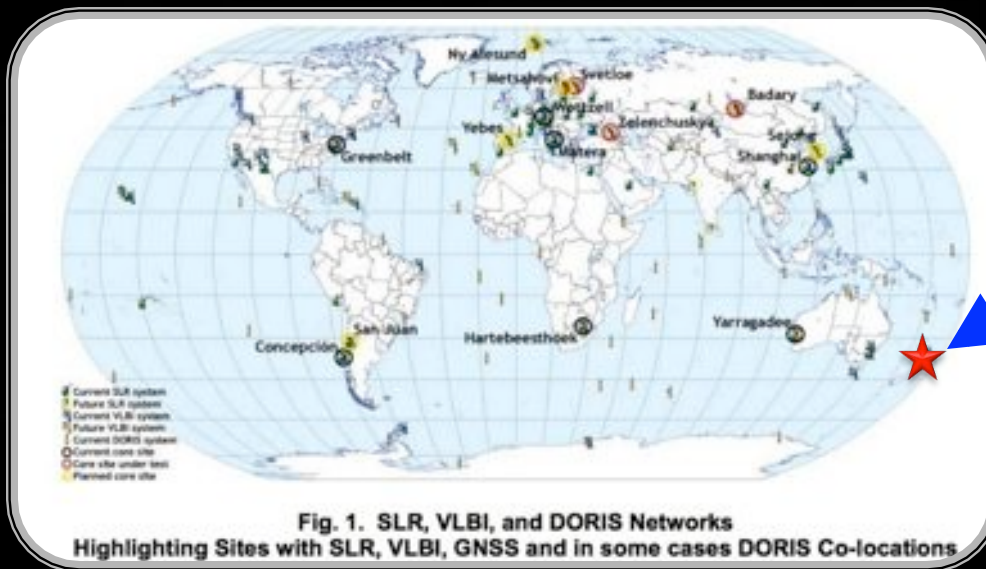 Ny Alesund
Metsahovi
Svetloe
Badary
Wettzell
Zelenchuskya
Yebes
Sejong
Matera
Shanghai
Greenbelt
San Juan
Hartebeesthoek
Yarragadee
Concepción
Current SLR system
Future SLR system
Current VLBI system
Future VLBI system
Current DORIS system
Current core site
Core site under test
Planned core site
Fig. 1. SLR, VLBI, and DORIS Networks
Highlighting Sites with SLR, VLBI, GNSS and in some cases DORIS Co-locations